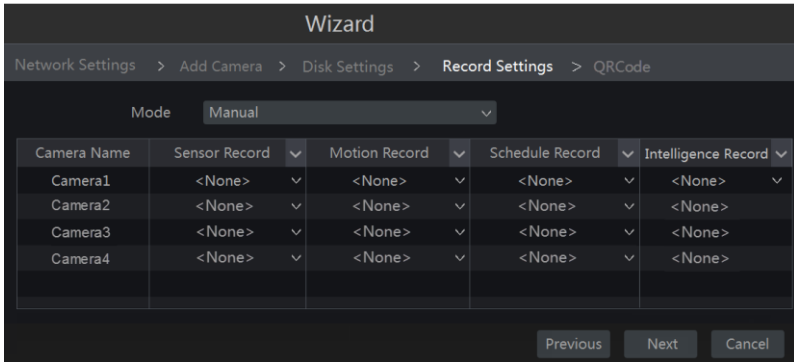 Wizard
Network Settings > Add Camera > Disk Settings > Record Settings > QRCode
Mode Manual
Camera Name Sensor Record Motion Record Schedule Record Intelligence Record
Camera1 <None> <None> <None> <None>
Camera2 <None> <None> <None> <None>
Camera3 <None> <None> <None> <None>
Camera4 <None> <None> <None> <None>
Previous Next Cancel